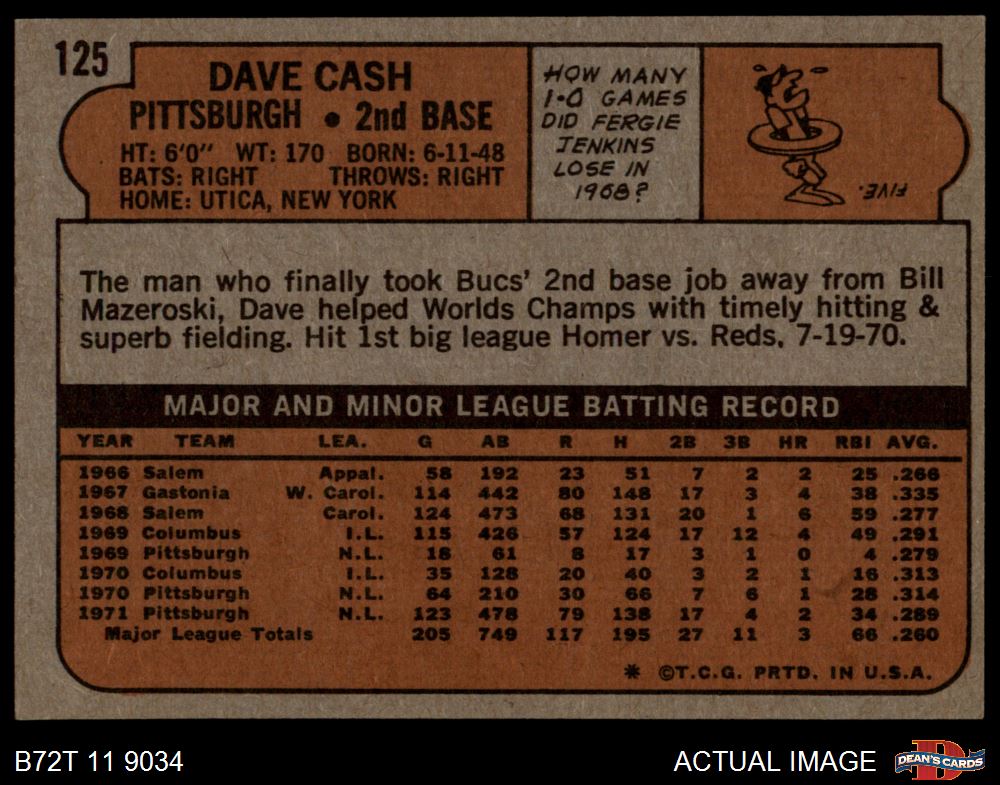 125
DAVE CASH
PITTSBURGH • 2nd BASE
HT: 6'0" WT: 170 BORN: 6-11-48
BATS: RIGHT THROWS: RIGHT
HOME: UTICA, NEW YORK
HOW MANY
1-0 GAMES
DID FERGIE
JENKINS
LOSE IN
1968?
FIVE.
The man who finally took Bucs' 2nd base job away from Bill
Mazeroski, Dave helped Worlds Champs with timely hitting &
superb fielding. Hit 1st big league Homer vs. Reds, 7-19-70.
MAJOR AND MINOR LEAGUE BATTING RECORD
YEAR TEAM LEA. G AB R H 2B 3B HR RBI AVG.
1966 Salem Appal. 58 192 23 51 7 2 2 25 .266
1967 Gastonia W. Carol. 114 442 80 148 17 3 4 38 .335
1968 Salem Carol. 124 473 68 131 20 1 6 59 .277
1969 Columbus I.L. 115 426 57 124 17 12 4 49 .291
1969 Pittsburgh N.L. 18 61 8 17 3 1 0 4 .279
1970 Columbus I.L. 35 128 20 40 3 2 1 16 .313
1970 Pittsburgh N.L. 64 210 30 66 7 6 1 28 .314
1971 Pittsburgh N.L. 123 478 79 138 17 4 2 34 .289
Major League Totals 205 749 117 195 27 11 3 66 .260
* ©T.C.G. PRTD. IN U.S.A.
B72T 11 9034 ACTUAL IMAGE
DEAN'S CARDS